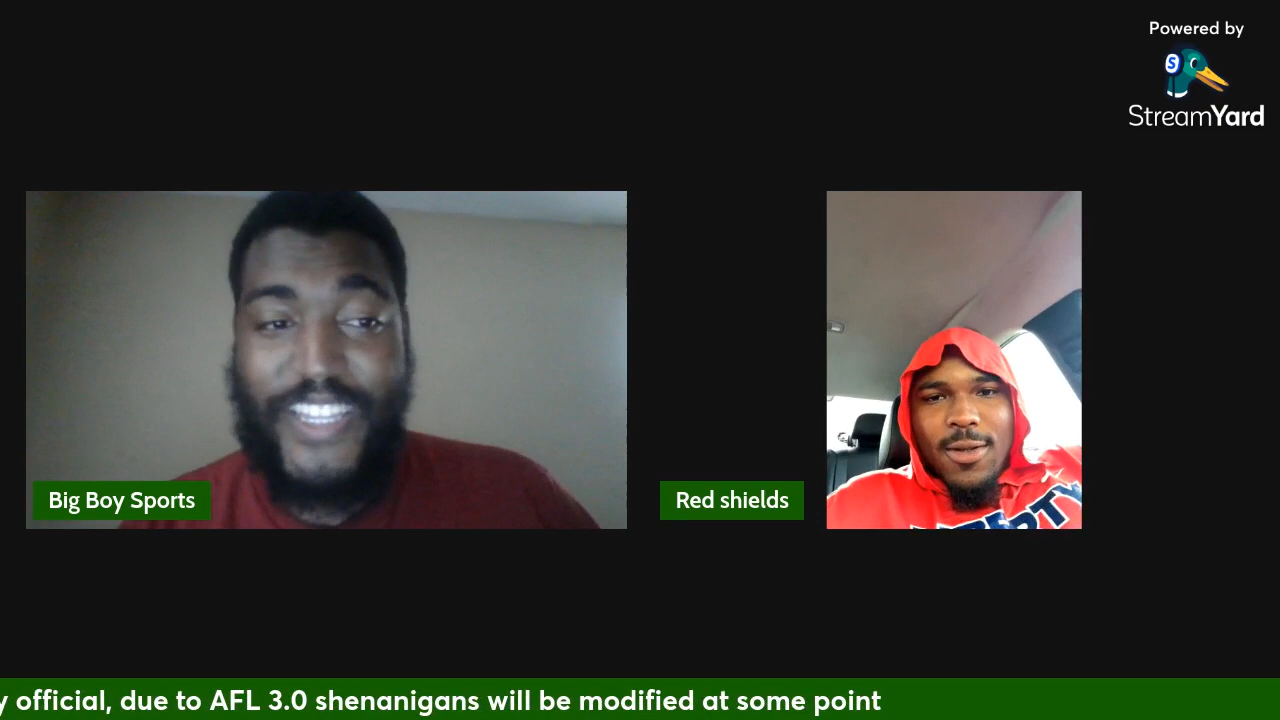 Powered by
S
StreamYard
Big Boy Sports
Red shields
y official, due to AFL 3.0 shenanigans will be modified at some point